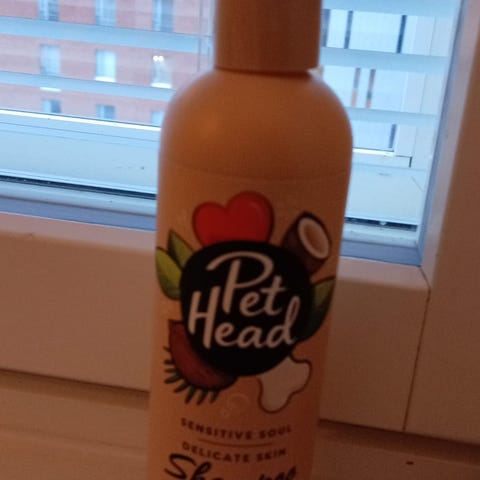 Pet
Head
SENSITIVE SOUL
DELICATE SKIN